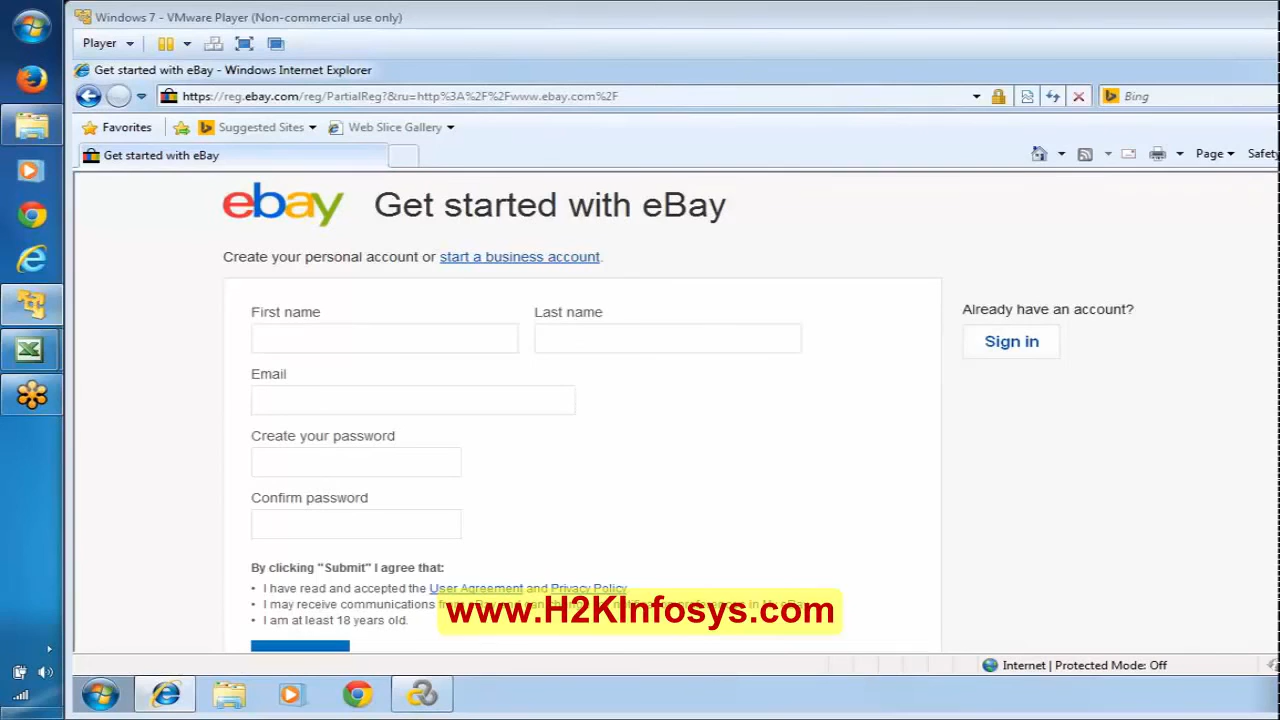 Windows 7 - VMware Player (Non-commercial use only)
Player
Get started with eBay - Windows Internet Explorer
https://reg.ebay.com/reg/PartialReg?&ru=http%3A%2F%2Fwww.ebay.com%2F
Bing
Favorites Suggested Sites Web Slice Gallery
Get started with eBay
Page Safety
ebay Get started with eBay
Create your personal account or start a business account.
First name Last name
Already have an account?
Sign in
Email
Create your password
Confirm password
By clicking "Submit" I agree that:
• I have read and accepted the User Agreement and Privacy Policy
• I may receive communications
• I am at least 18 years old.
www.H2KInfosys.com
Internet | Protected Mode: Off